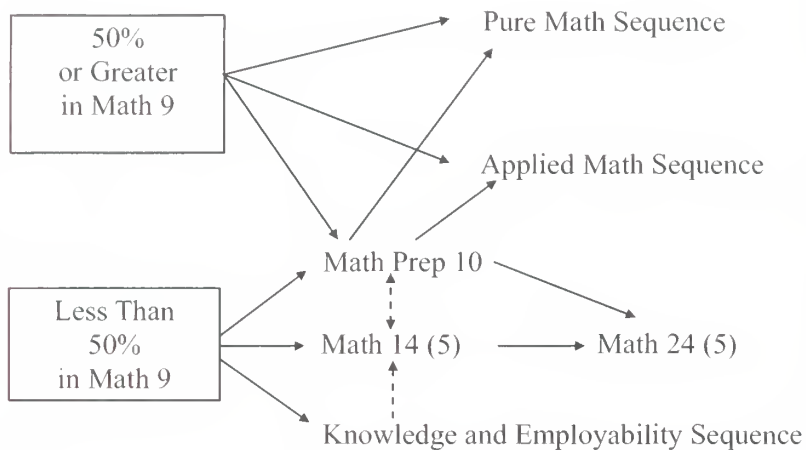 50%
or Greater
in Math 9
Pure Math Sequence
Applied Math Sequence
Math Prep 10
Less Than
50%
in Math 9
Math 14 (5)
Math 24 (5)
Knowledge and Employability Sequence